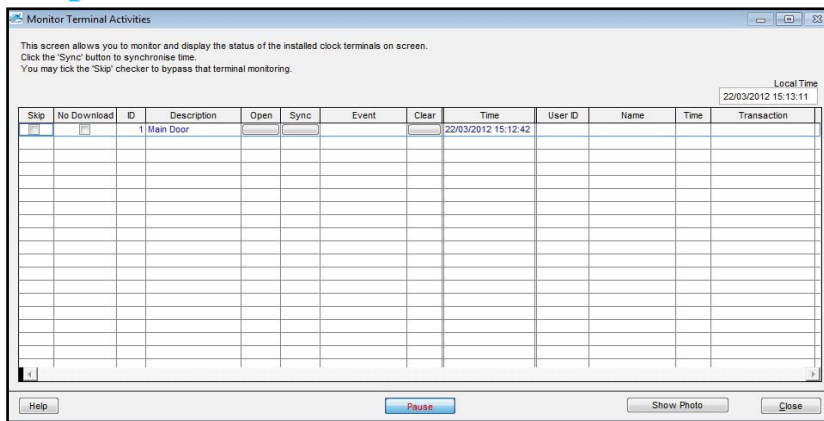 Monitor Terminal Activities
This screen allows you to monitor and display the status of the installed clock terminals on screen.
Click the 'Sync' button to synchronise time.
You may tick the 'Skip' checker to bypass that terminal monitoring.
Local Time
22/03/2012 15:13:11
Skip No Download ID Description Open Sync Event Clear Time User ID Name Time Transaction
1 Main Door 22/03/2012 15:12:42
Help Pause Show Photo Close